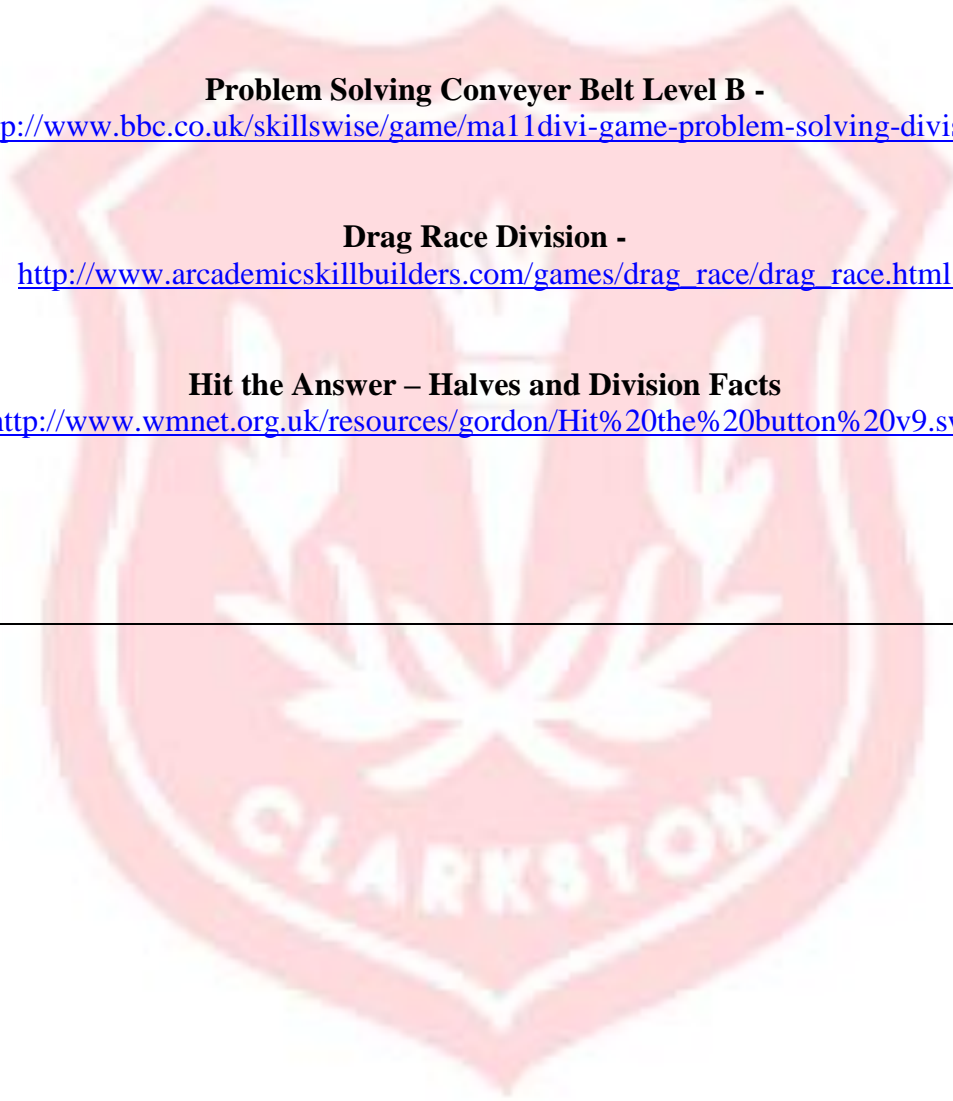 Problem Solving Conveyer Belt Level B -
p://www.bbc.co.uk/skillswise/game/ma11divi-game-problem-solving-divis
Drag Race Division -
http://www.arcademicskillbuilders.com/games/drag_race/drag_race.html
Hit the Answer – Halves and Division Facts
http://www.wmnet.org.uk/resources/gordon/Hit%20the%20button%20v9.sw
CLARKSTON